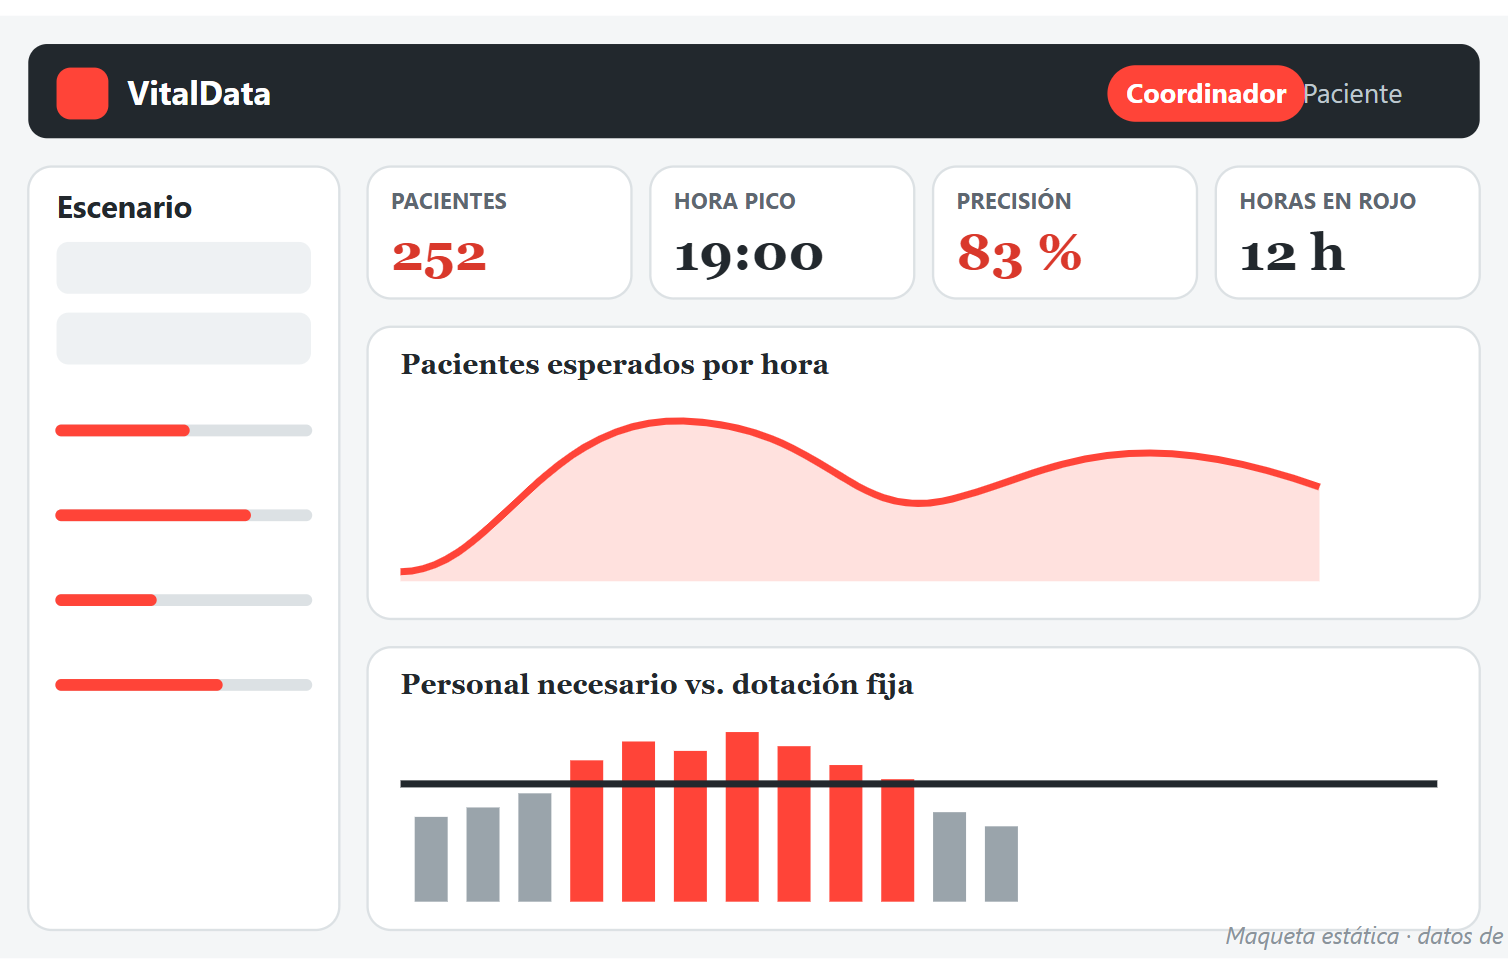 VitalData
Coordinador
Paciente
Escenario
PACIENTES
252
HORA PICO
19:00
PRECISIÓN
83 %
HORAS EN ROJO
12 h
Pacientes esperados por hora
Personal necesario vs. dotación fija
Maqueta estática · datos de